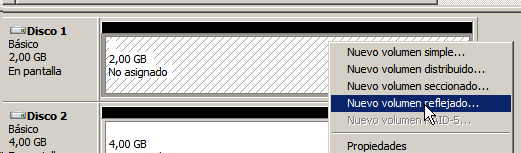 Disco 1
Básico
2,00 GB
En pantalla
2,00 GB
No asignado
Nuevo volumen simple...
Nuevo volumen distribuido...
Nuevo volumen seccionado...
Nuevo volumen reflejado...
Nuevo volumen RAID-5...
Propiedades
Disco 2
Básico
4,00 GB
4,00 GB